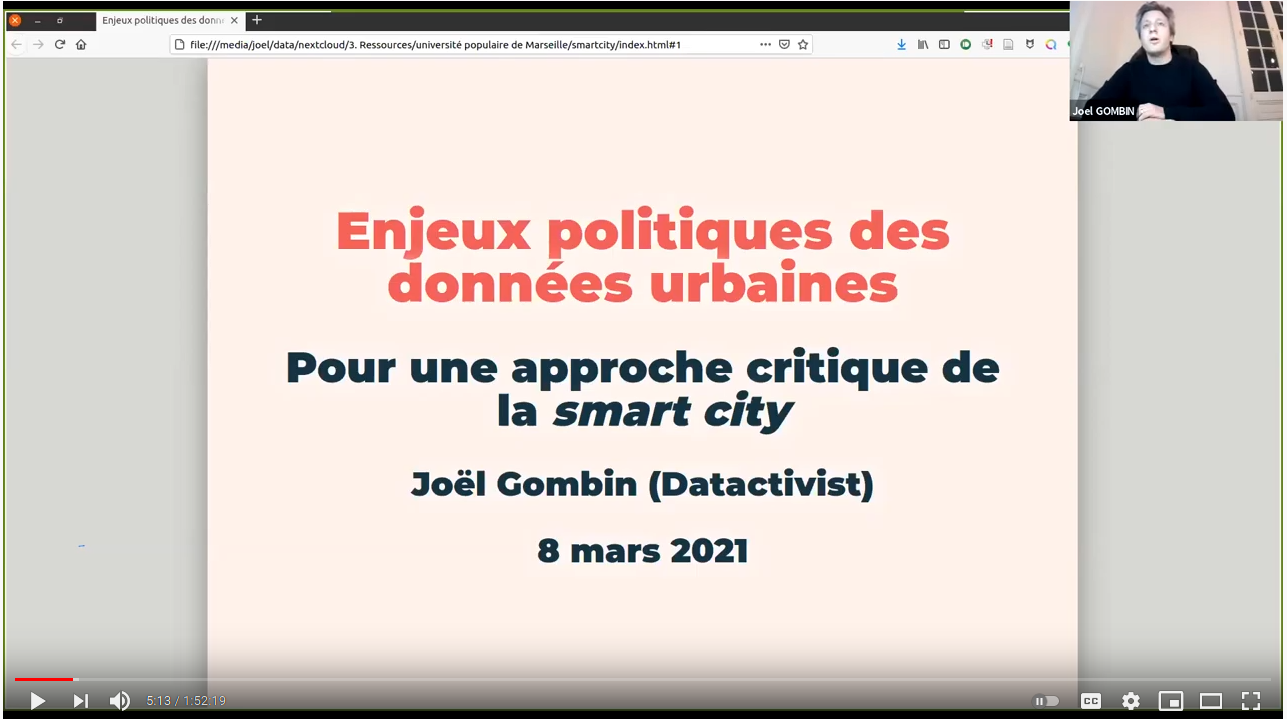 Enjeux politiques des donn
file:///media/joel/data/nextcloud/3. Ressources/université populaire de Marseille/smartcity/index.html#1
Joel GOMBIN
Enjeux politiques des
données urbaines
Pour une approche critique de
la smart city
Joël Gombin (Datactivist)
8 mars 2021
5:13 / 1:52:19
CC